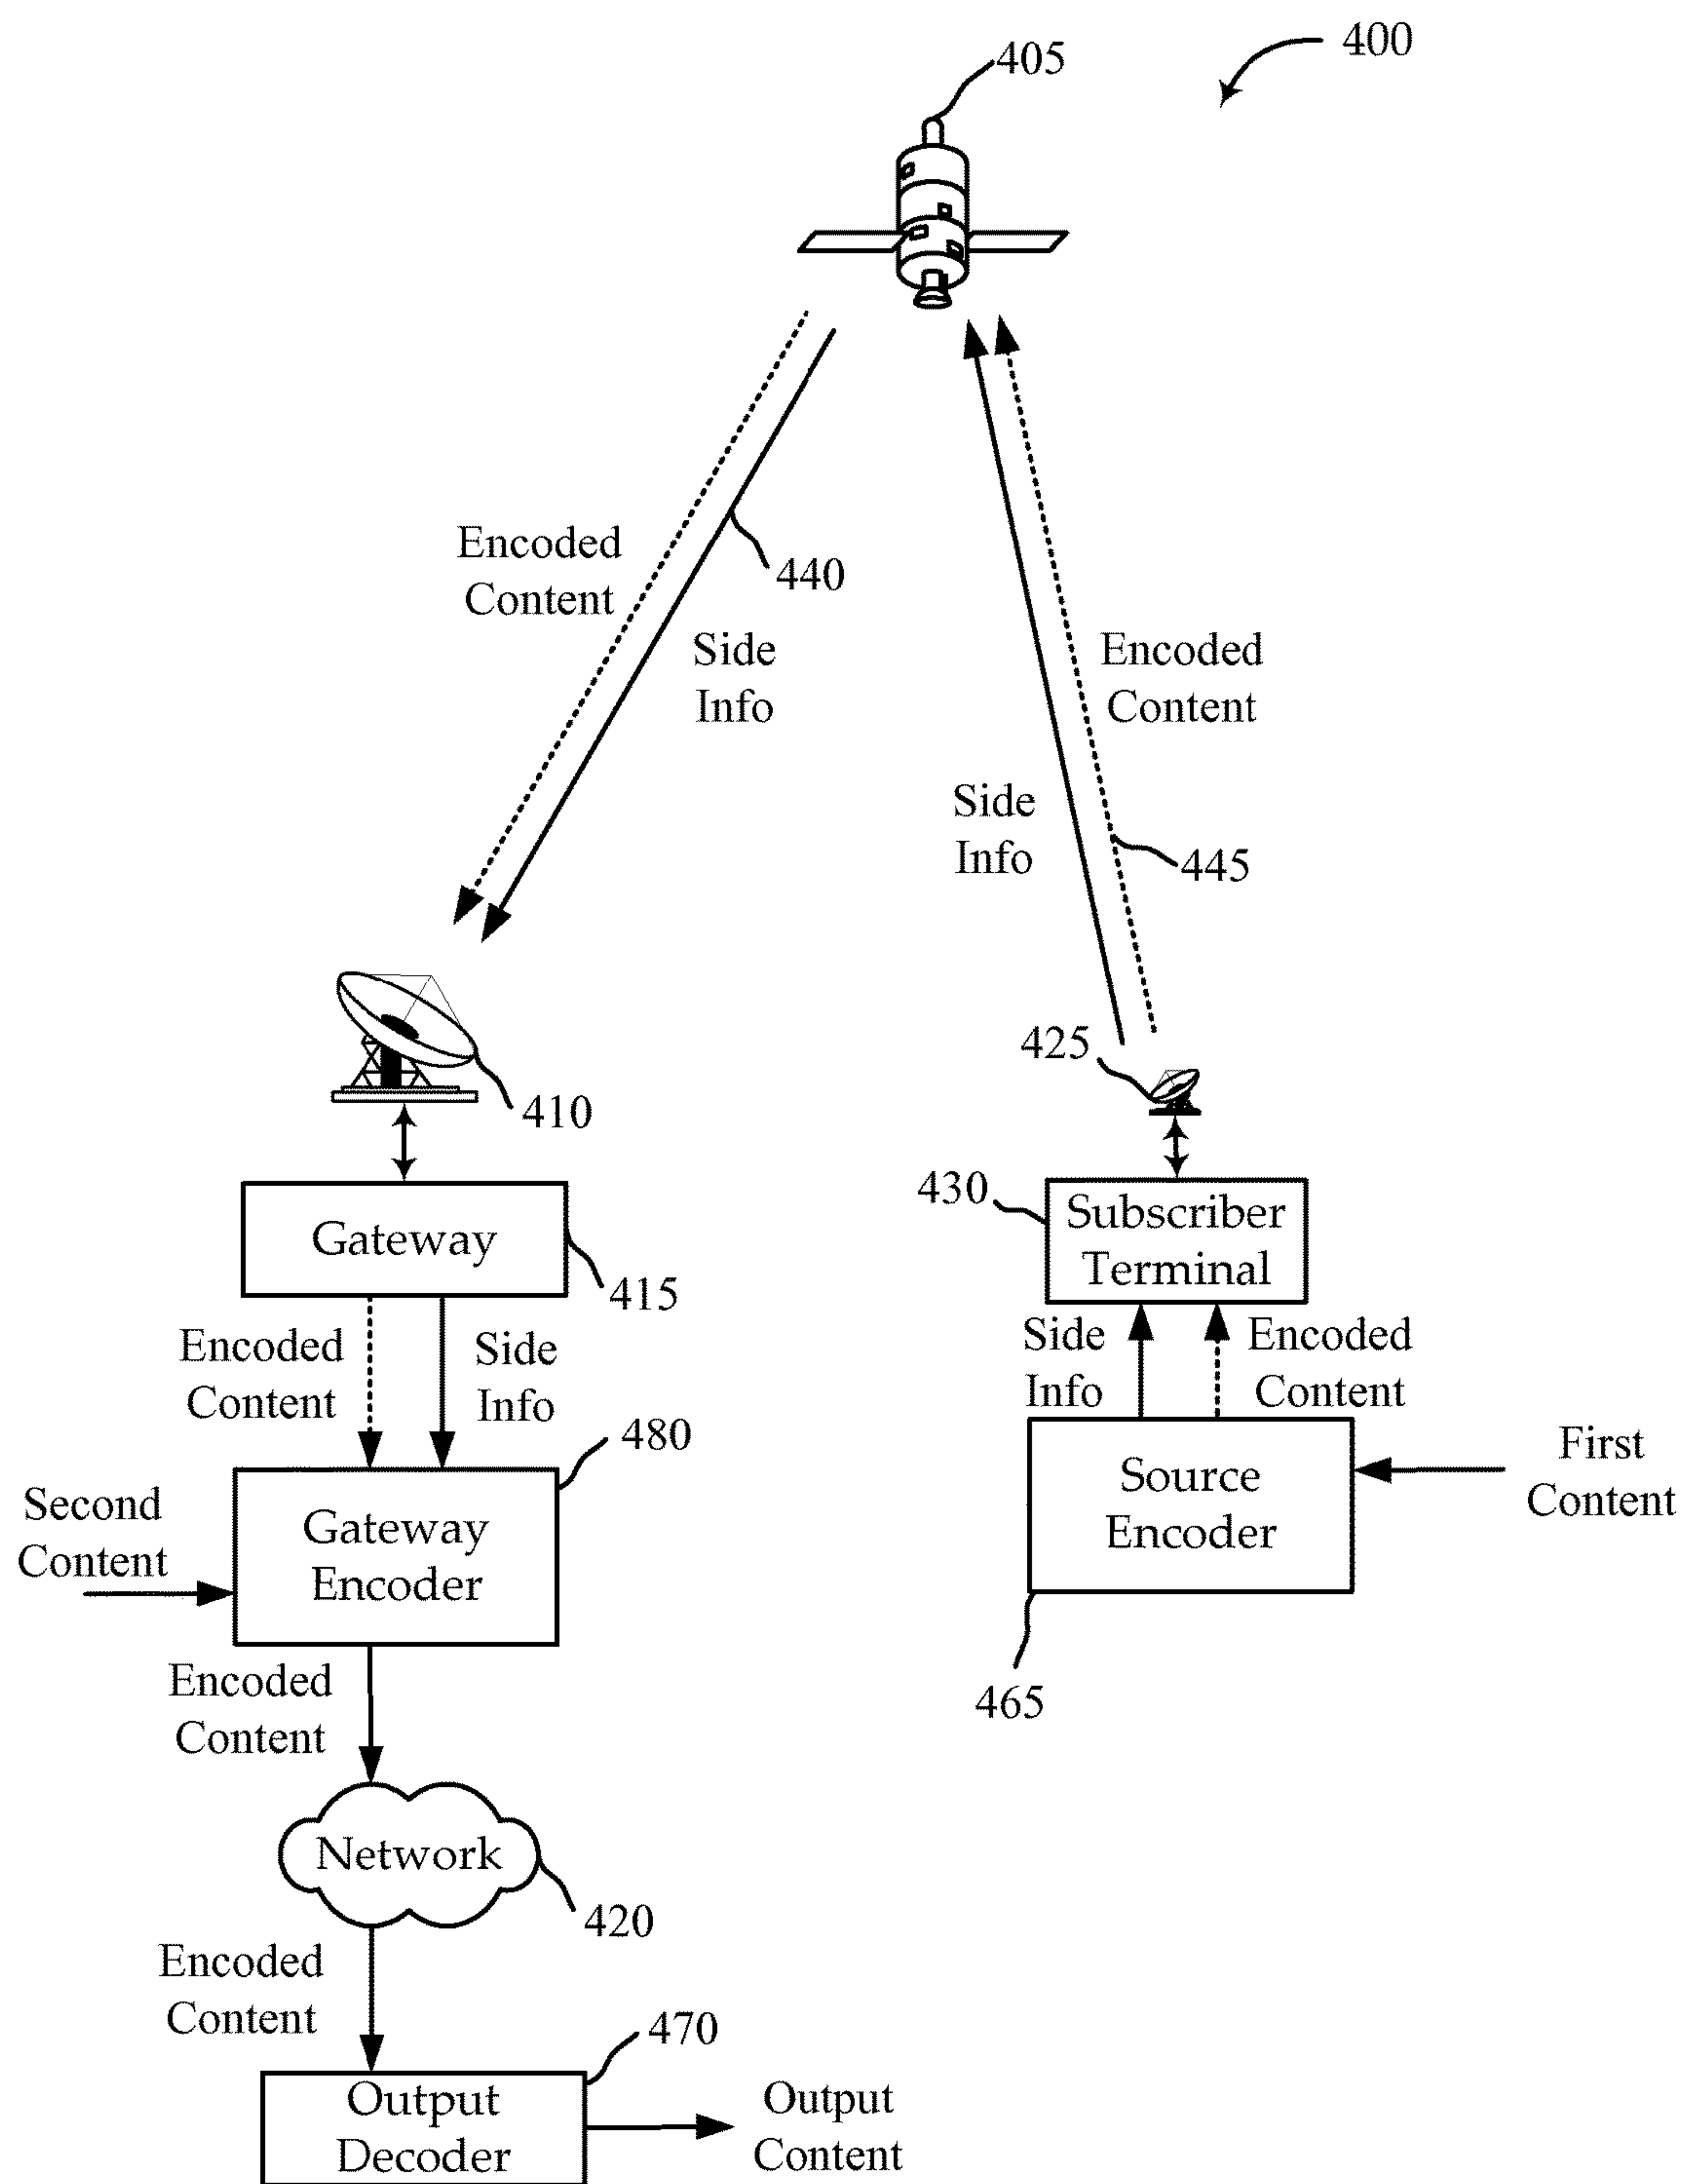 405
400
Encoded
Content
440
Side
Info
Encoded
Content
Side
Info
445
425
410
430
Subscriber
Terminal
Gateway
415
Encoded
Content
Side
Info
Side
Info
Encoded
Content
480
First
Content
Source
Encoder
Second
Content
Gateway
Encoder
465
Encoded
Content
Network
420
Encoded
Content
470
Output
Decoder
Output
Content